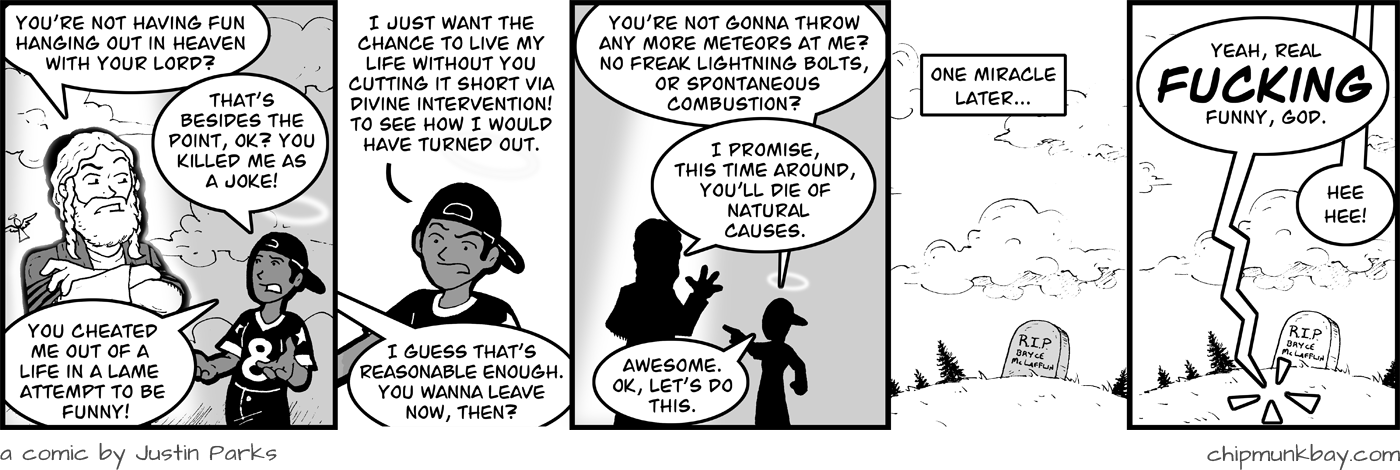 YOU'RE NOT HAVING FUN
HANGING OUT IN HEAVEN
WITH YOUR LORD?
THAT'S
BESIDES THE
POINT, OK? YOU
KILLED ME AS
A JOKE!
8
YOU CHEATED
ME OUT OF A
LIFE IN A LAME
ATTEMPT TO BE
FUNNY!
I JUST WANT THE
CHANCE TO LIVE MY
LIFE WITHOUT YOU
CUTTING IT SHORT VIA
DIVINE INTERVENTION!
TO SEE HOW I WOULD
HAVE TURNED OUT.
I GUESS THAT'S
REASONABLE ENOUGH.
YOU WANNA LEAVE
NOW, THEN?
YOU'RE NOT GONNA THROW
ANY MORE METEORS AT ME?
NO FREAK LIGHTNING BOLTS,
OR SPONTANEOUS
COMBUSTION?
I PROMISE,
THIS TIME AROUND,
YOU'LL DIE OF
NATURAL
CAUSES.
AWESOME.
OK, LET'S DO
THIS.
ONE MIRACLE
LATER...
R.I.P
BAYCE
McLAFFLIN
YEAH, REAL
FUCKING
FUNNY, GOD.
HEE
HEE!
R.I.P
BAYCE
McLAFFLIN
a comic by Justin Parks
chipmunkbay.com